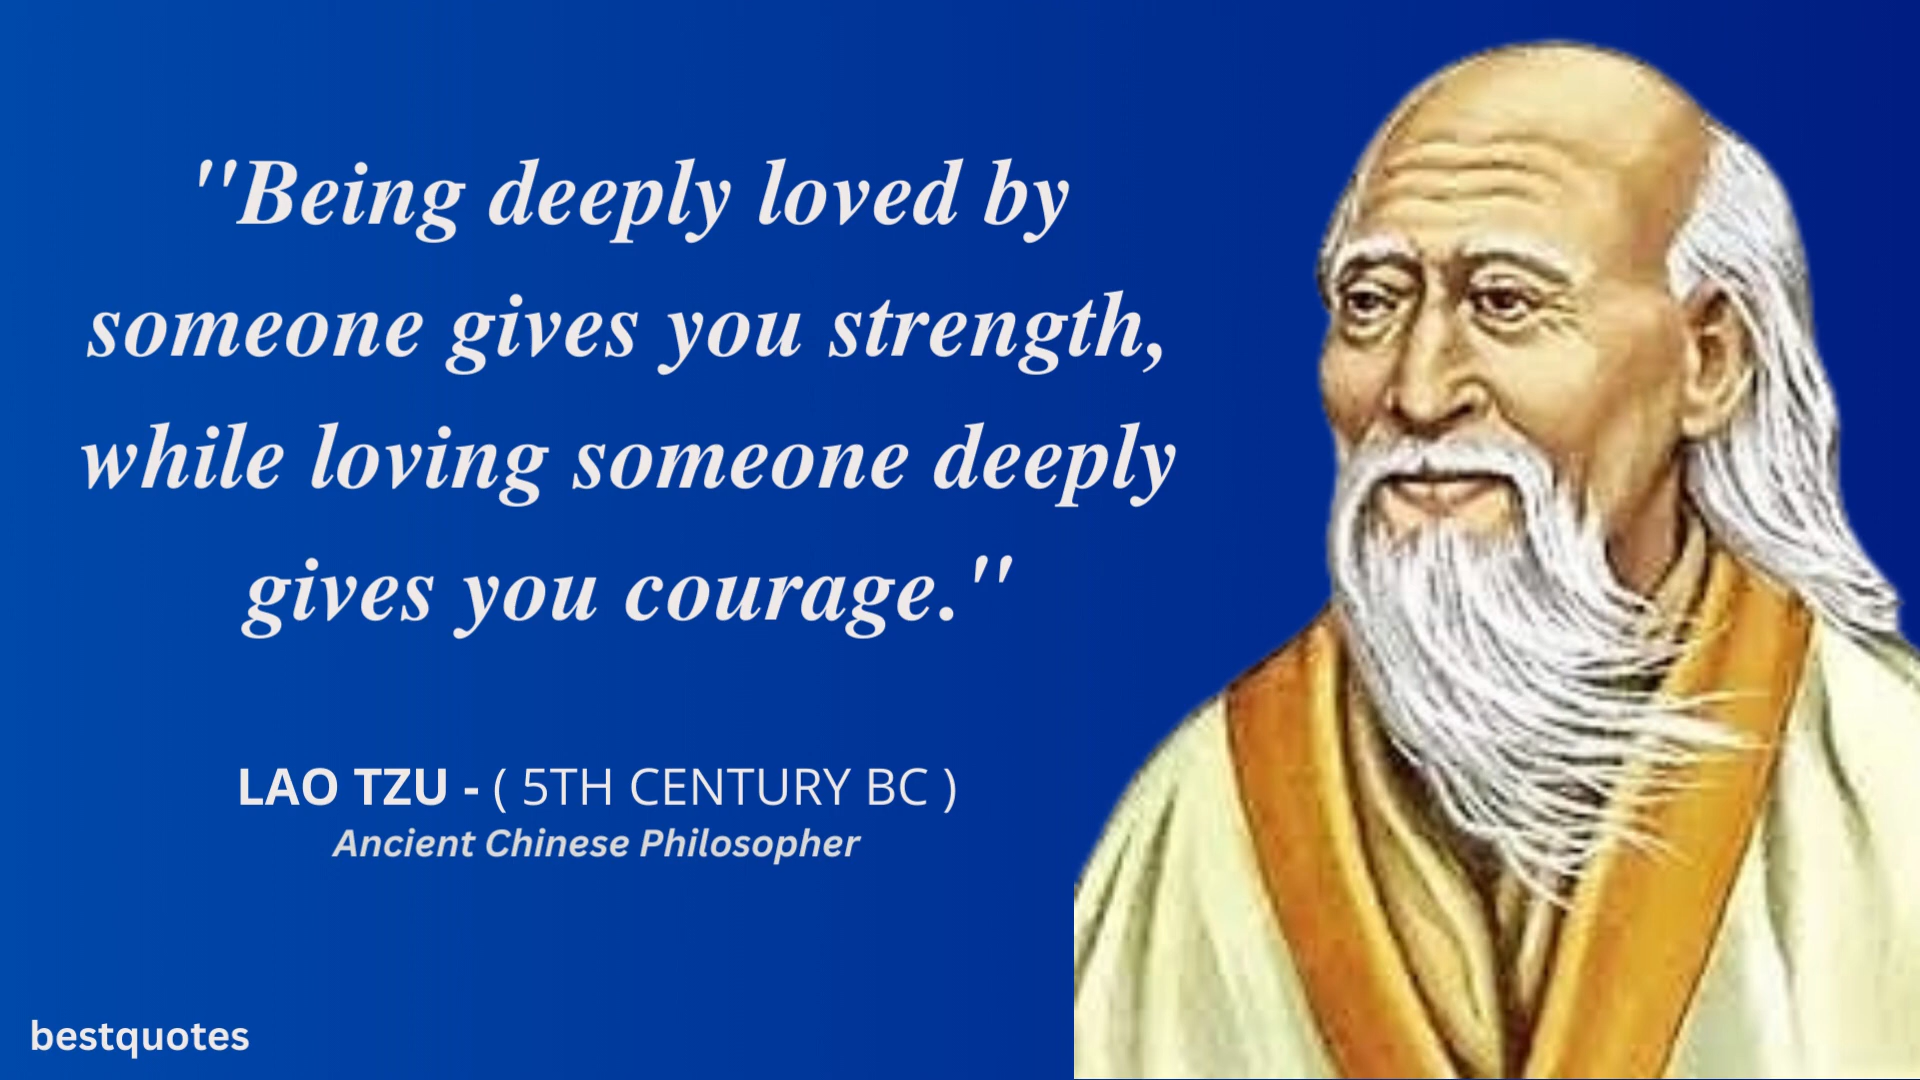 "Being deeply loved by
someone gives you strength,
while loving someone deeply
gives you courage."
LAO TZU - ( 5TH CENTURY BC )
Ancient Chinese Philosopher
bestquotes